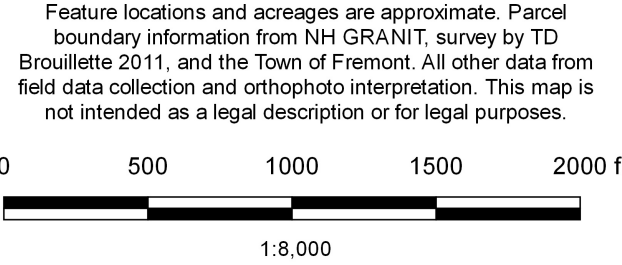 Feature locations and acreages are approximate. Parcel
boundary information from NH GRANIT, survey by TD
Brouillette 2011, and the Town of Fremont. All other data from
field data collection and orthophoto interpretation. This map is
not intended as a legal description or for legal purposes.
0 500 1000 1500 2000 f
1:8,000